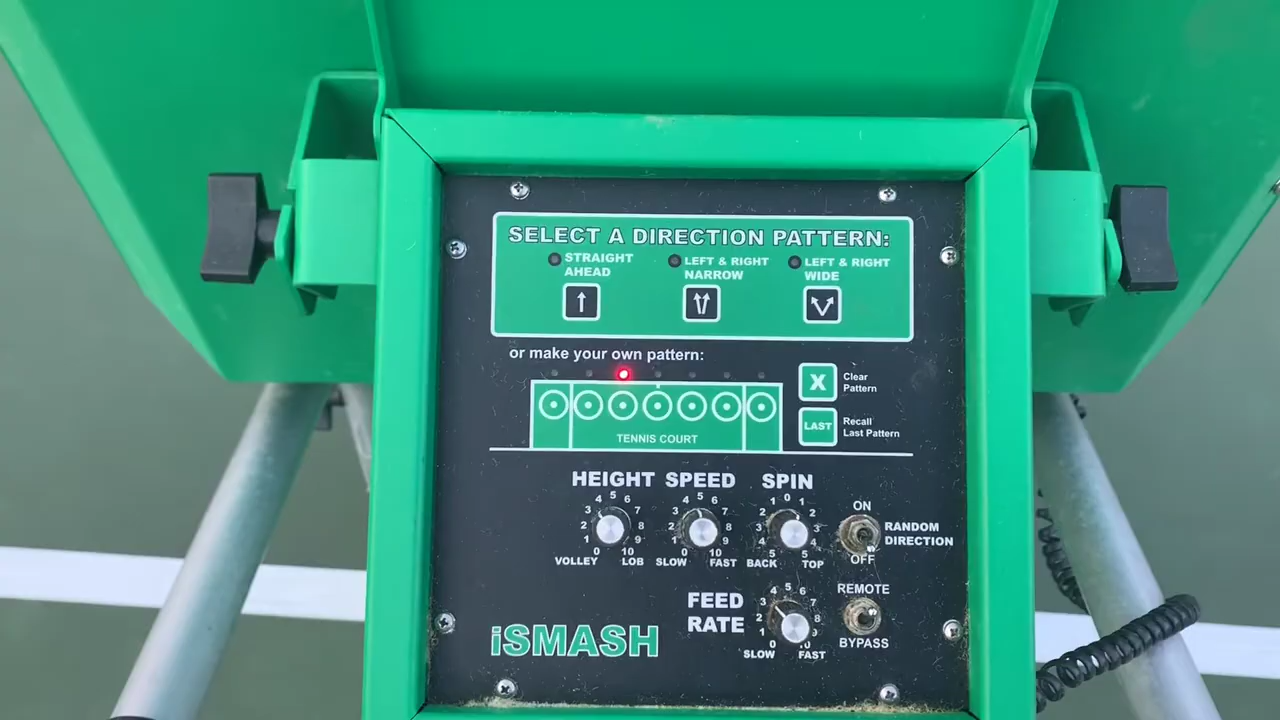 SELECT A DIRECTION PATTERN:
STRAIGHT AHEAD
LEFT & RIGHT NARROW
LEFT & RIGHT WIDE
or make your own pattern:
X Clear Pattern
LAST Recall Last Pattern
TENNIS COURT
HEIGHT SPEED SPIN
0 1 2 3 4 5 6 7 8 9 10
VOLLEY LOB
0 1 2 3 4 5 6 7 8 9 10
SLOW FAST
5 4 3 2 1 0 1 2 3 4 5
BACK TOP
ON
RANDOM DIRECTION
OFF
FEED RATE
0 1 2 3 4 5 6 7 8 9 10
SLOW FAST
REMOTE
BYPASS
iSMASH